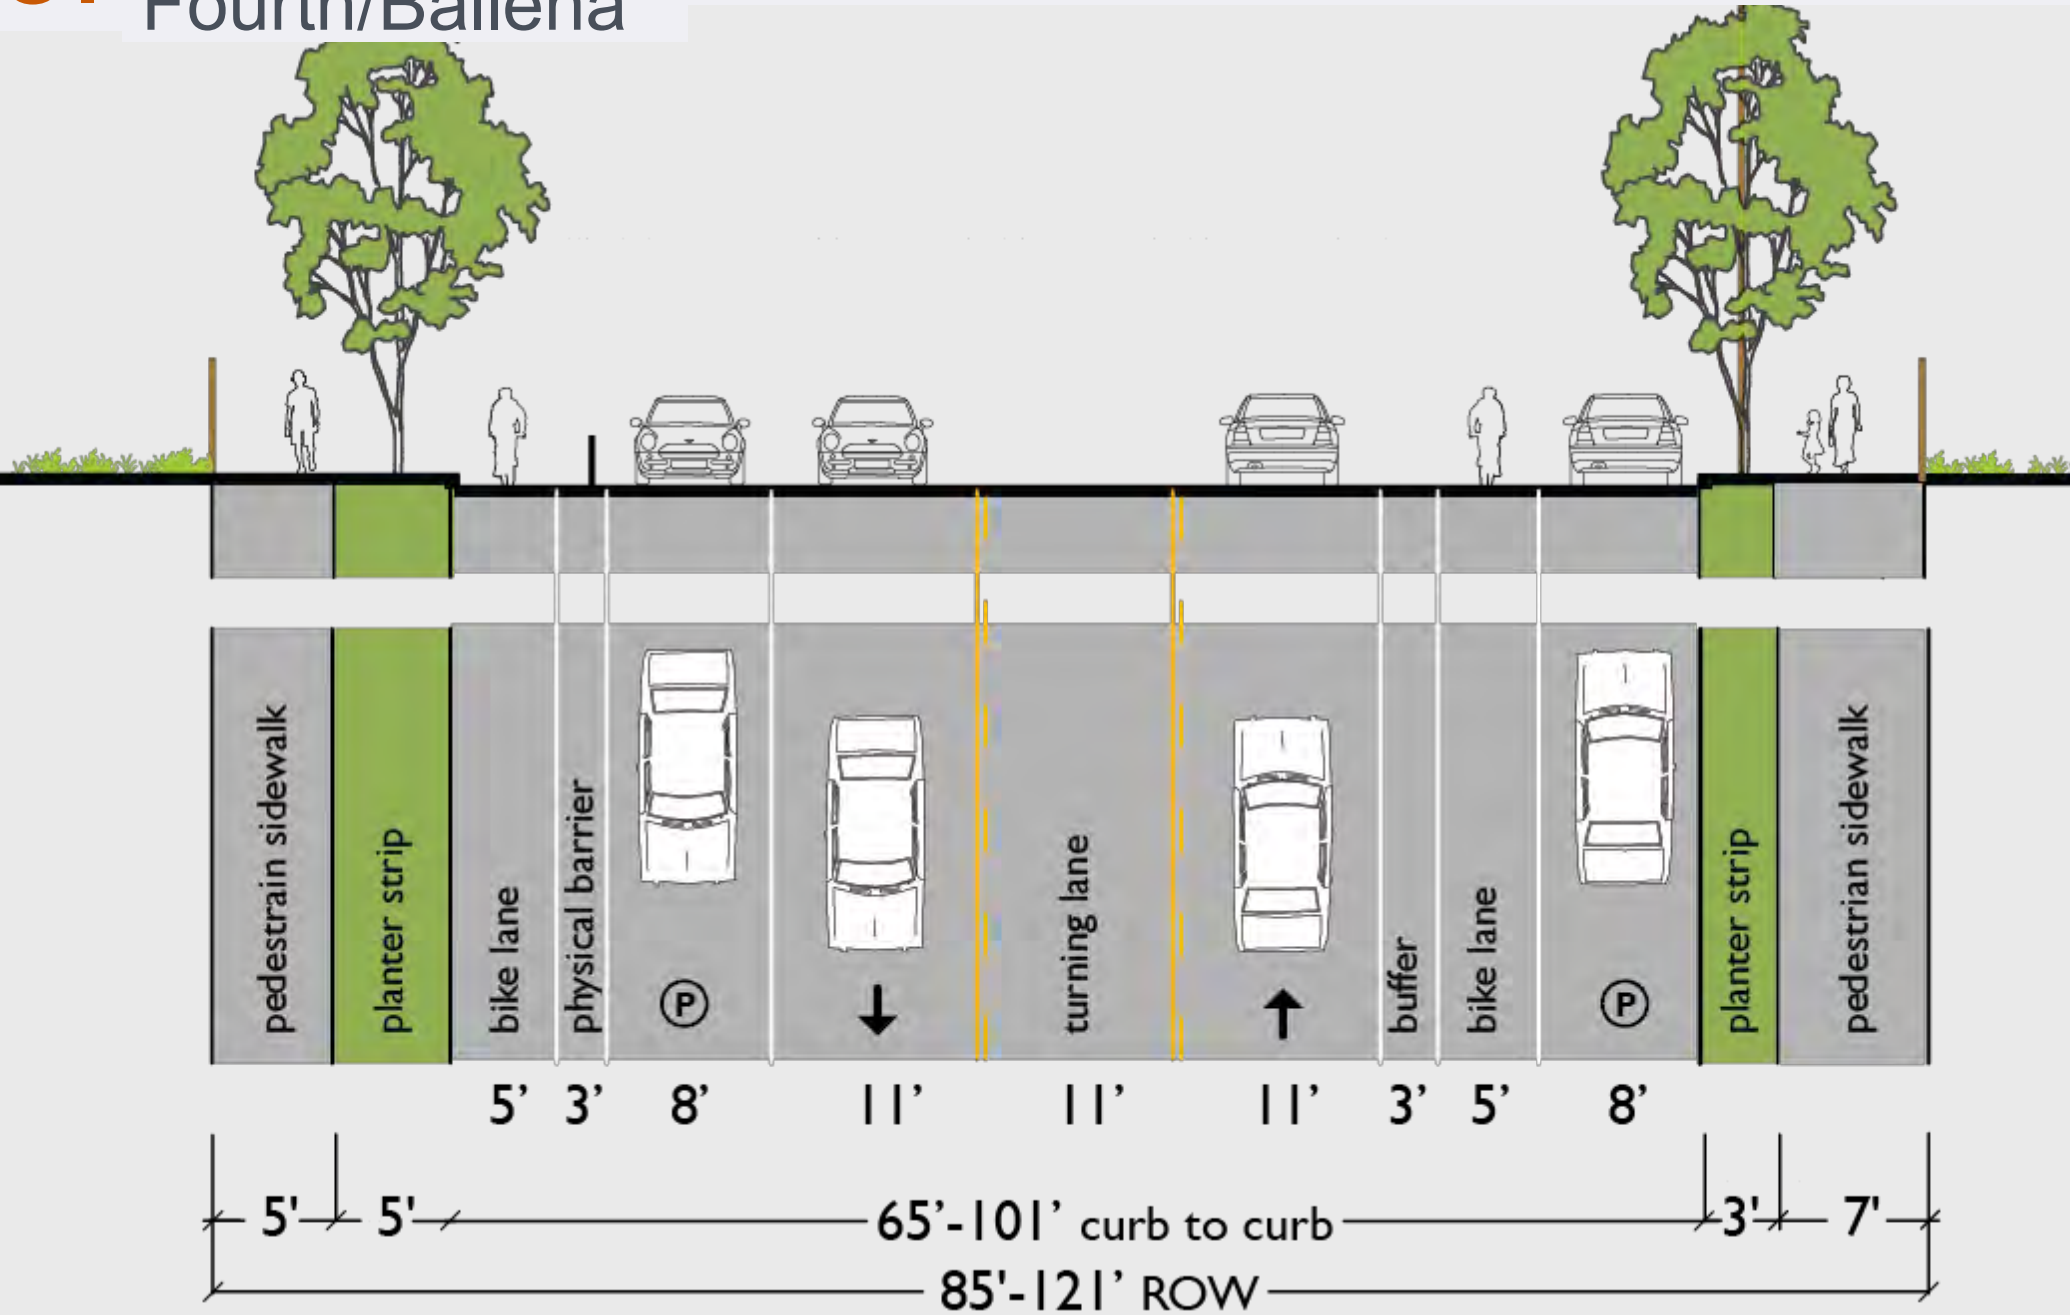 Fourth/Ballena
pedestrain sidewalk
planter strip
bike lane
physical barrier
P
turning lane
buffer
bike lane
P
planter strip
pedestrian sidewalk
5’ 3’ 8’ 11’ 11’ 11’ 3’ 5’ 8’
5' 5' 65’-101’ curb to curb 3' 7'
85'-121’ ROW